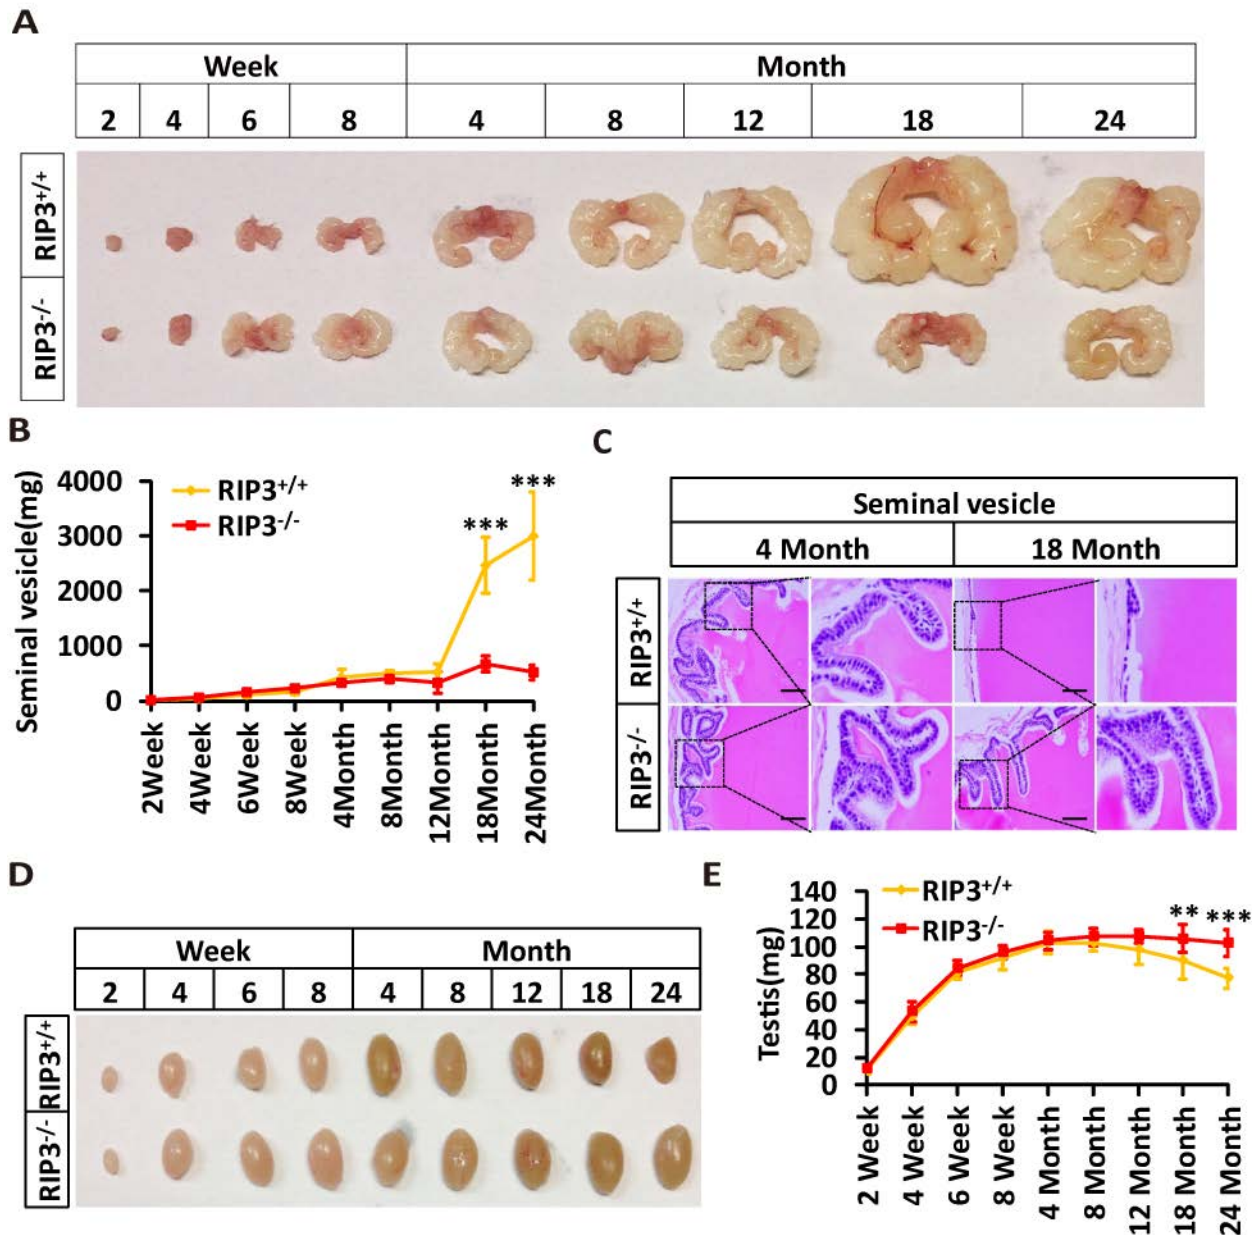 A
Week Month
2 4 6 8 4 8 12 18 24
RIP3+/+
RIP3-/-
B
Seminal vesicle(mg)
4000
3000
2000
1000
0
RIP3+/+
RIP3-/-
***
***
2Week
4Week
6Week
8Week
4Month
8Month
12Month
18Month
24Month
C
Seminal vesicle
4 Month 18 Month
RIP3+/+
RIP3-/-
D
Week Month
2 4 6 8 4 8 12 18 24
RIP3+/+
RIP3-/-
E
Testis(mg)
140
120
100
80
60
40
20
0
RIP3+/+
RIP3-/-
** ***
2 Week
4 Week
6 Week
8 Week
4 Month
8 Month
12 Month
18 Month
24 Month